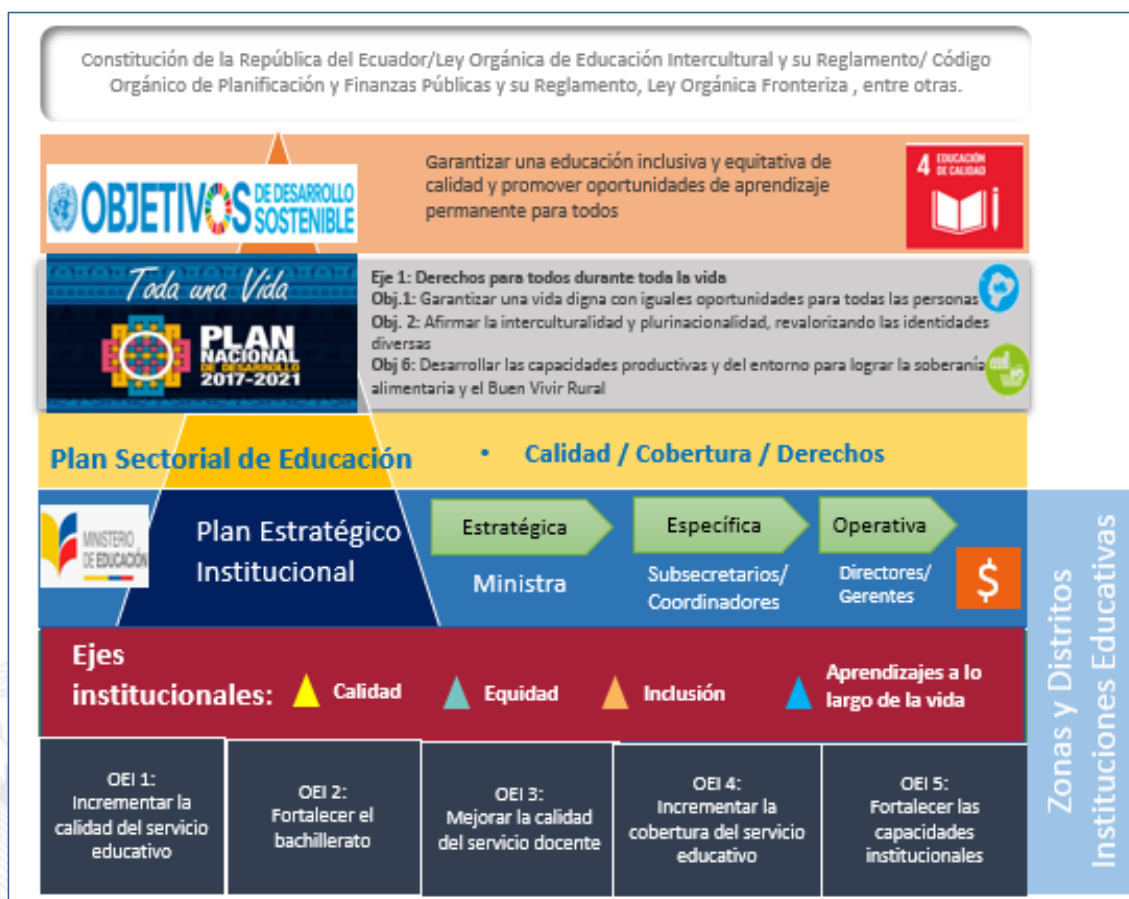 Constitución de la República del Ecuador/Ley Orgánica de Educación Intercultural y su Reglamento/ Código
Orgánico de Planificación y Finanzas Públicas y su Reglamento, Ley Orgánica Fronteriza , entre otras.
OBJETIVOS DE DESARROLLO
SOSTENIBLE
Garantizar una educación inclusiva y equitativa de
calidad y promover oportunidades de aprendizaje
permanente para todos
4 EDUCACIÓN
DE CALIDAD
Toda una Vida
PLAN
NACIONAL
DE DESARROLLO
2017-2021
Eje 1: Derechos para todos durante toda la vida
Obj.1: Garantizar una vida digna con iguales oportunidades para todas las personas
Obj. 2: Afirmar la interculturalidad y plurinacionalidad, revalorizando las identidades
diversas
Obj 6: Desarrollar las capacidades productivas y del entorno para lograr la soberanía
alimentaria y el Buen Vivir Rural
Plan Sectorial de Educación
• Calidad / Cobertura / Derechos
MINISTERIO
DE EDUCACIÓN
Plan Estratégico
Institucional
Estratégica
Ministra
Específica
Subsecretarios/
Coordinadores
Operativa
Directores/
Gerentes
$
Ejes
institucionales:
Calidad
Equidad
Inclusión
Aprendizajes a lo
largo de la vida
OEI 1:
Incrementar la
calidad del servicio
educativo
OEI 2:
Fortalecer el
bachillerato
OEI 3:
Mejorar la calidad
del servicio docente
OEI 4:
Incrementar la
cobertura del servicio
educativo
OEI 5:
Fortalecer las
capacidades
institucionales
Zonas y Distritos
Instituciones Educativas